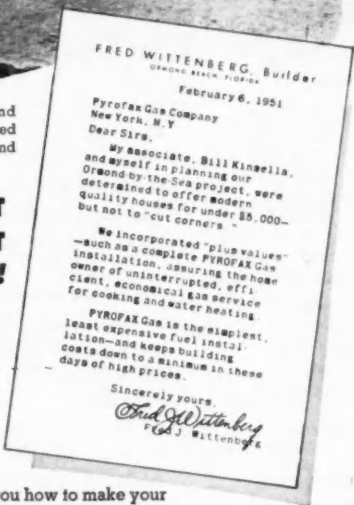 nd
ed
nd
T
T
!
FRED WITTENBERG, Builder
ORMOND BEACH, FLORIDA
February 6, 1951
Pyrofax Gas Company
New York, N.Y
Dear Sirs,
My associate, Bill Kinsella,
and myself in planning our
Ormond-by-the-Sea project, were
determined to offer modern
quality houses for under $5,000—
but not to "cut corners."
We incorporated "plus values"
—such as a complete PYROFAX Gas
installation, assuring the home
owner of uninterrupted, effi-
cient, economical gas service
for cooking and water heating.
PYROFAX Gas is the simplest,
least expensive fuel instal-
lation—and keeps building
costs down to a minimum in these
days of high prices.
Sincerely yours,
Fred J Wittenberg
Fred J Wittenberg
ou how to make your